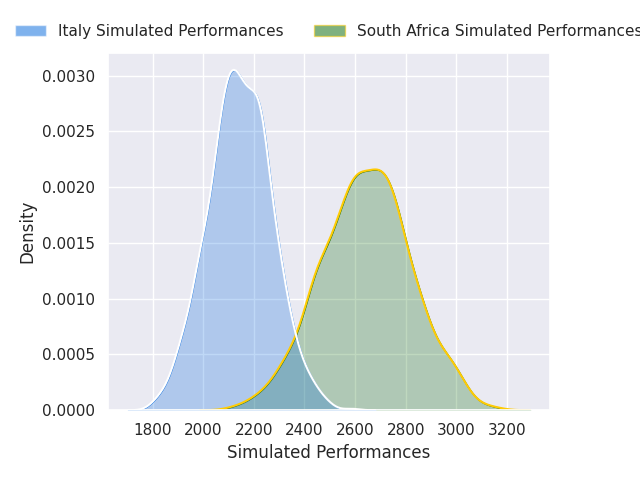 Italy Simulated Performances
South Africa Simulated Performances
0.0030
0.0025
0.0020
0.0015
0.0010
0.0005
0.0000
Density
1800 2000 2200 2400 2600 2800 3000 3200
Simulated Performances